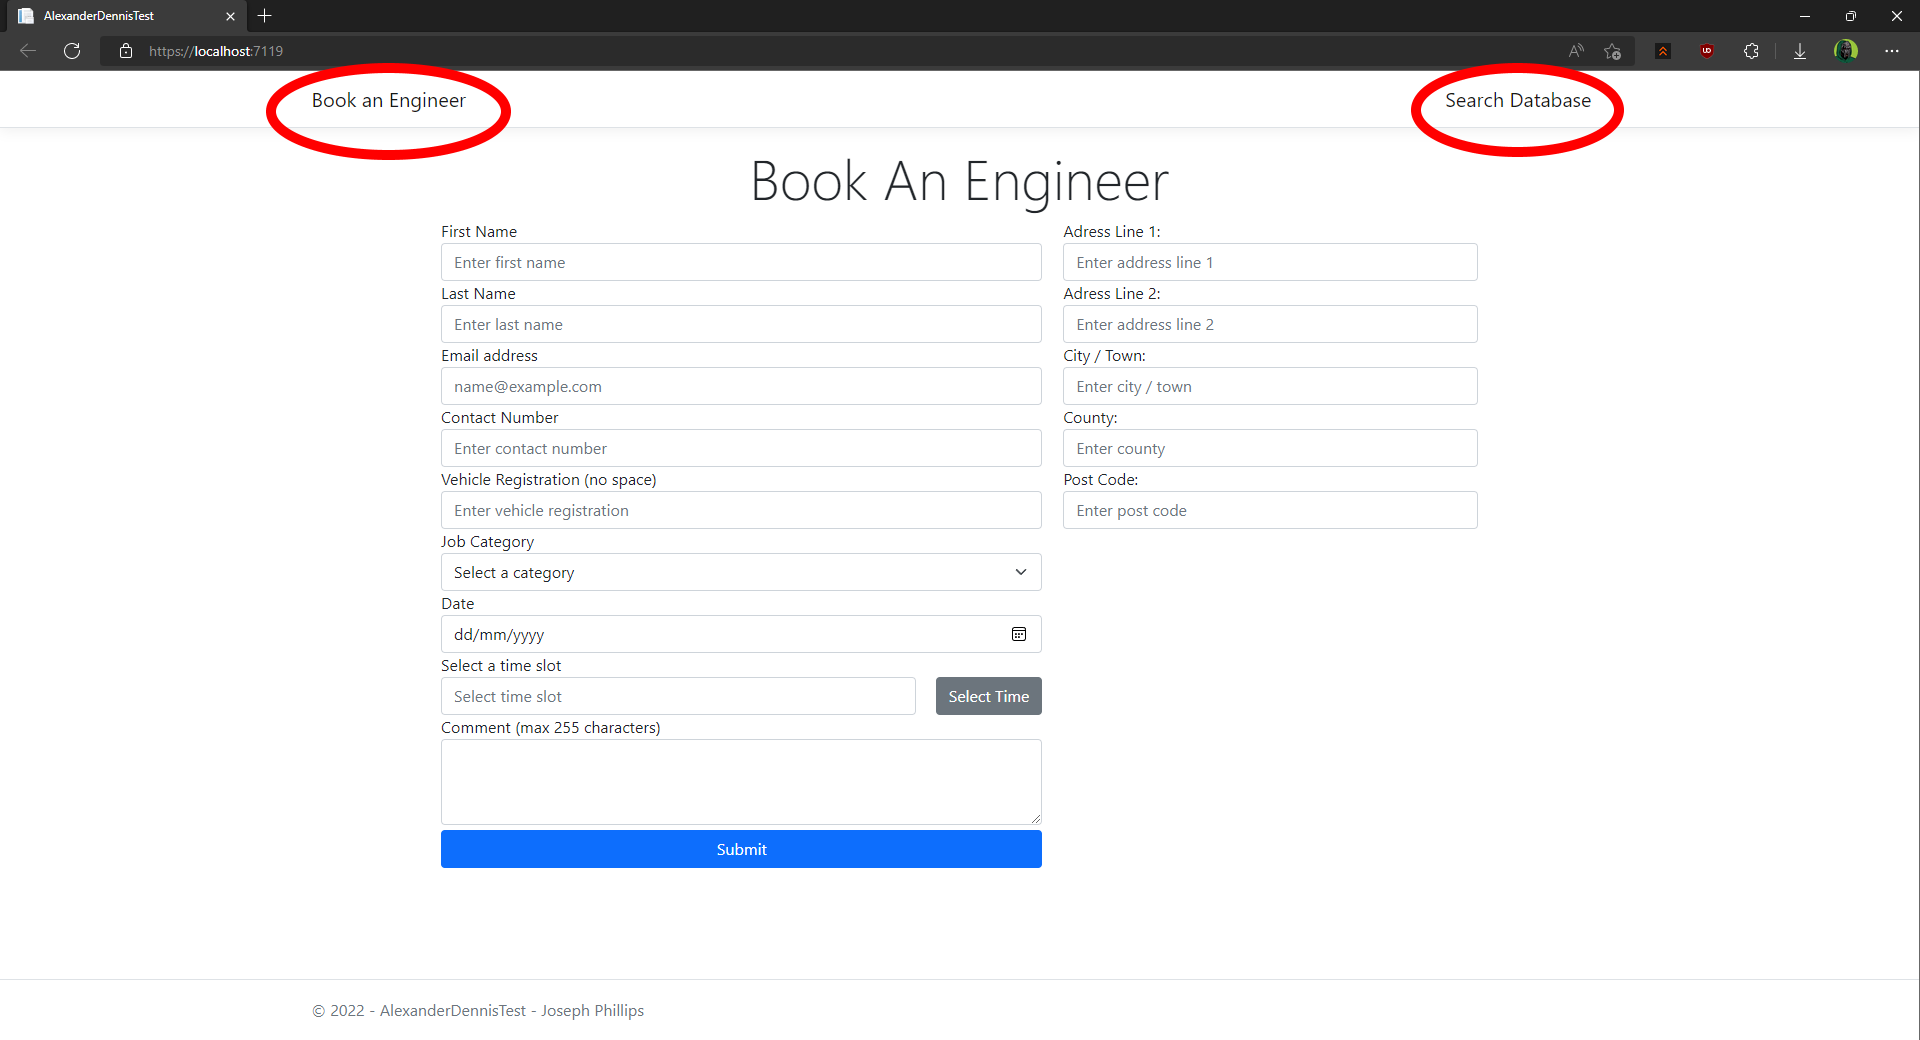 AlexanderDennisTest
https://localhost:7119
Book an Engineer
Search Database
Book An Engineer
First Name
Enter first name
Last Name
Enter last name
Email address
name@example.com
Contact Number
Enter contact number
Vehicle Registration (no space)
Enter vehicle registration
Job Category
Select a category
Date
dd/mm/yyyy
Select a time slot
Select time slot
Select Time
Comment (max 255 characters)
Submit
Adress Line 1:
Enter address line 1
Adress Line 2:
Enter address line 2
City / Town:
Enter city / town
County:
Enter county
Post Code:
Enter post code
© 2022 - AlexanderDennisTest - Joseph Phillips